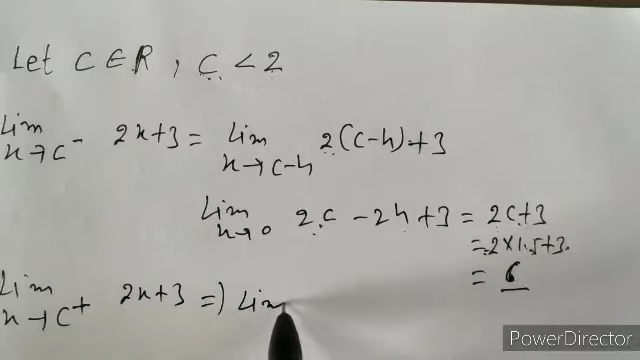 Let C ∈ R, C < 2
Lim x→c- 2x+3 = Lim x→c-h 2(c-h)+3
Lim x→0 2c - 2h + 3 = 2c+3
= 2×1.5+3.
= 6
Lim x→c+ 2x+3 =) Lim
PowerDirector